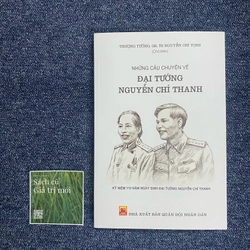 THƯỢNG TƯỚNG, GS, TS NGUYỄN CHÍ VỊNH
(Chủ biên)
NHỮNG CÂU CHUYỆN VỀ
ĐẠI TƯỚNG
NGUYỄN CHÍ THANH
KỶ NIỆM 110 NĂM NGÀY SINH ĐẠI TƯỚNG NGUYỄN CHÍ THANH
NHÀ XUẤT BẢN QUÂN ĐỘI NHÂN DÂN
Sách cũ
Giá trị mới